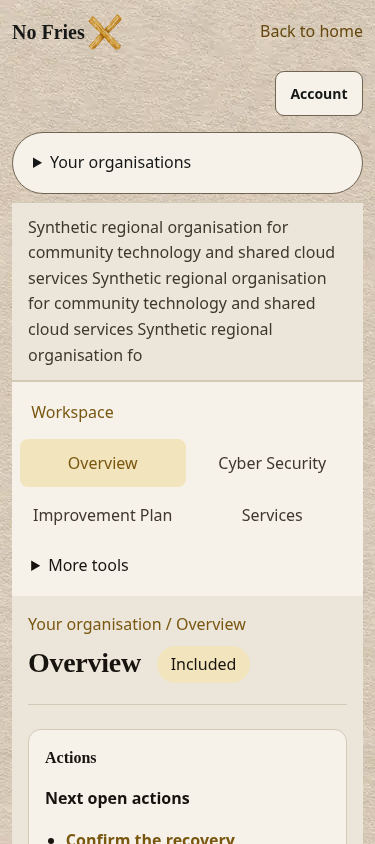 No Fries
Back to home
Account
Your organisations
Synthetic regional organisation for
community technology and shared cloud
services Synthetic regional organisation
for community technology and shared
cloud services Synthetic regional
organisation fo
Workspace
Overview
Cyber Security
Improvement Plan
Services
More tools
Your organisation / Overview
Overview
Included
Actions
Next open actions
Confirm the recovery